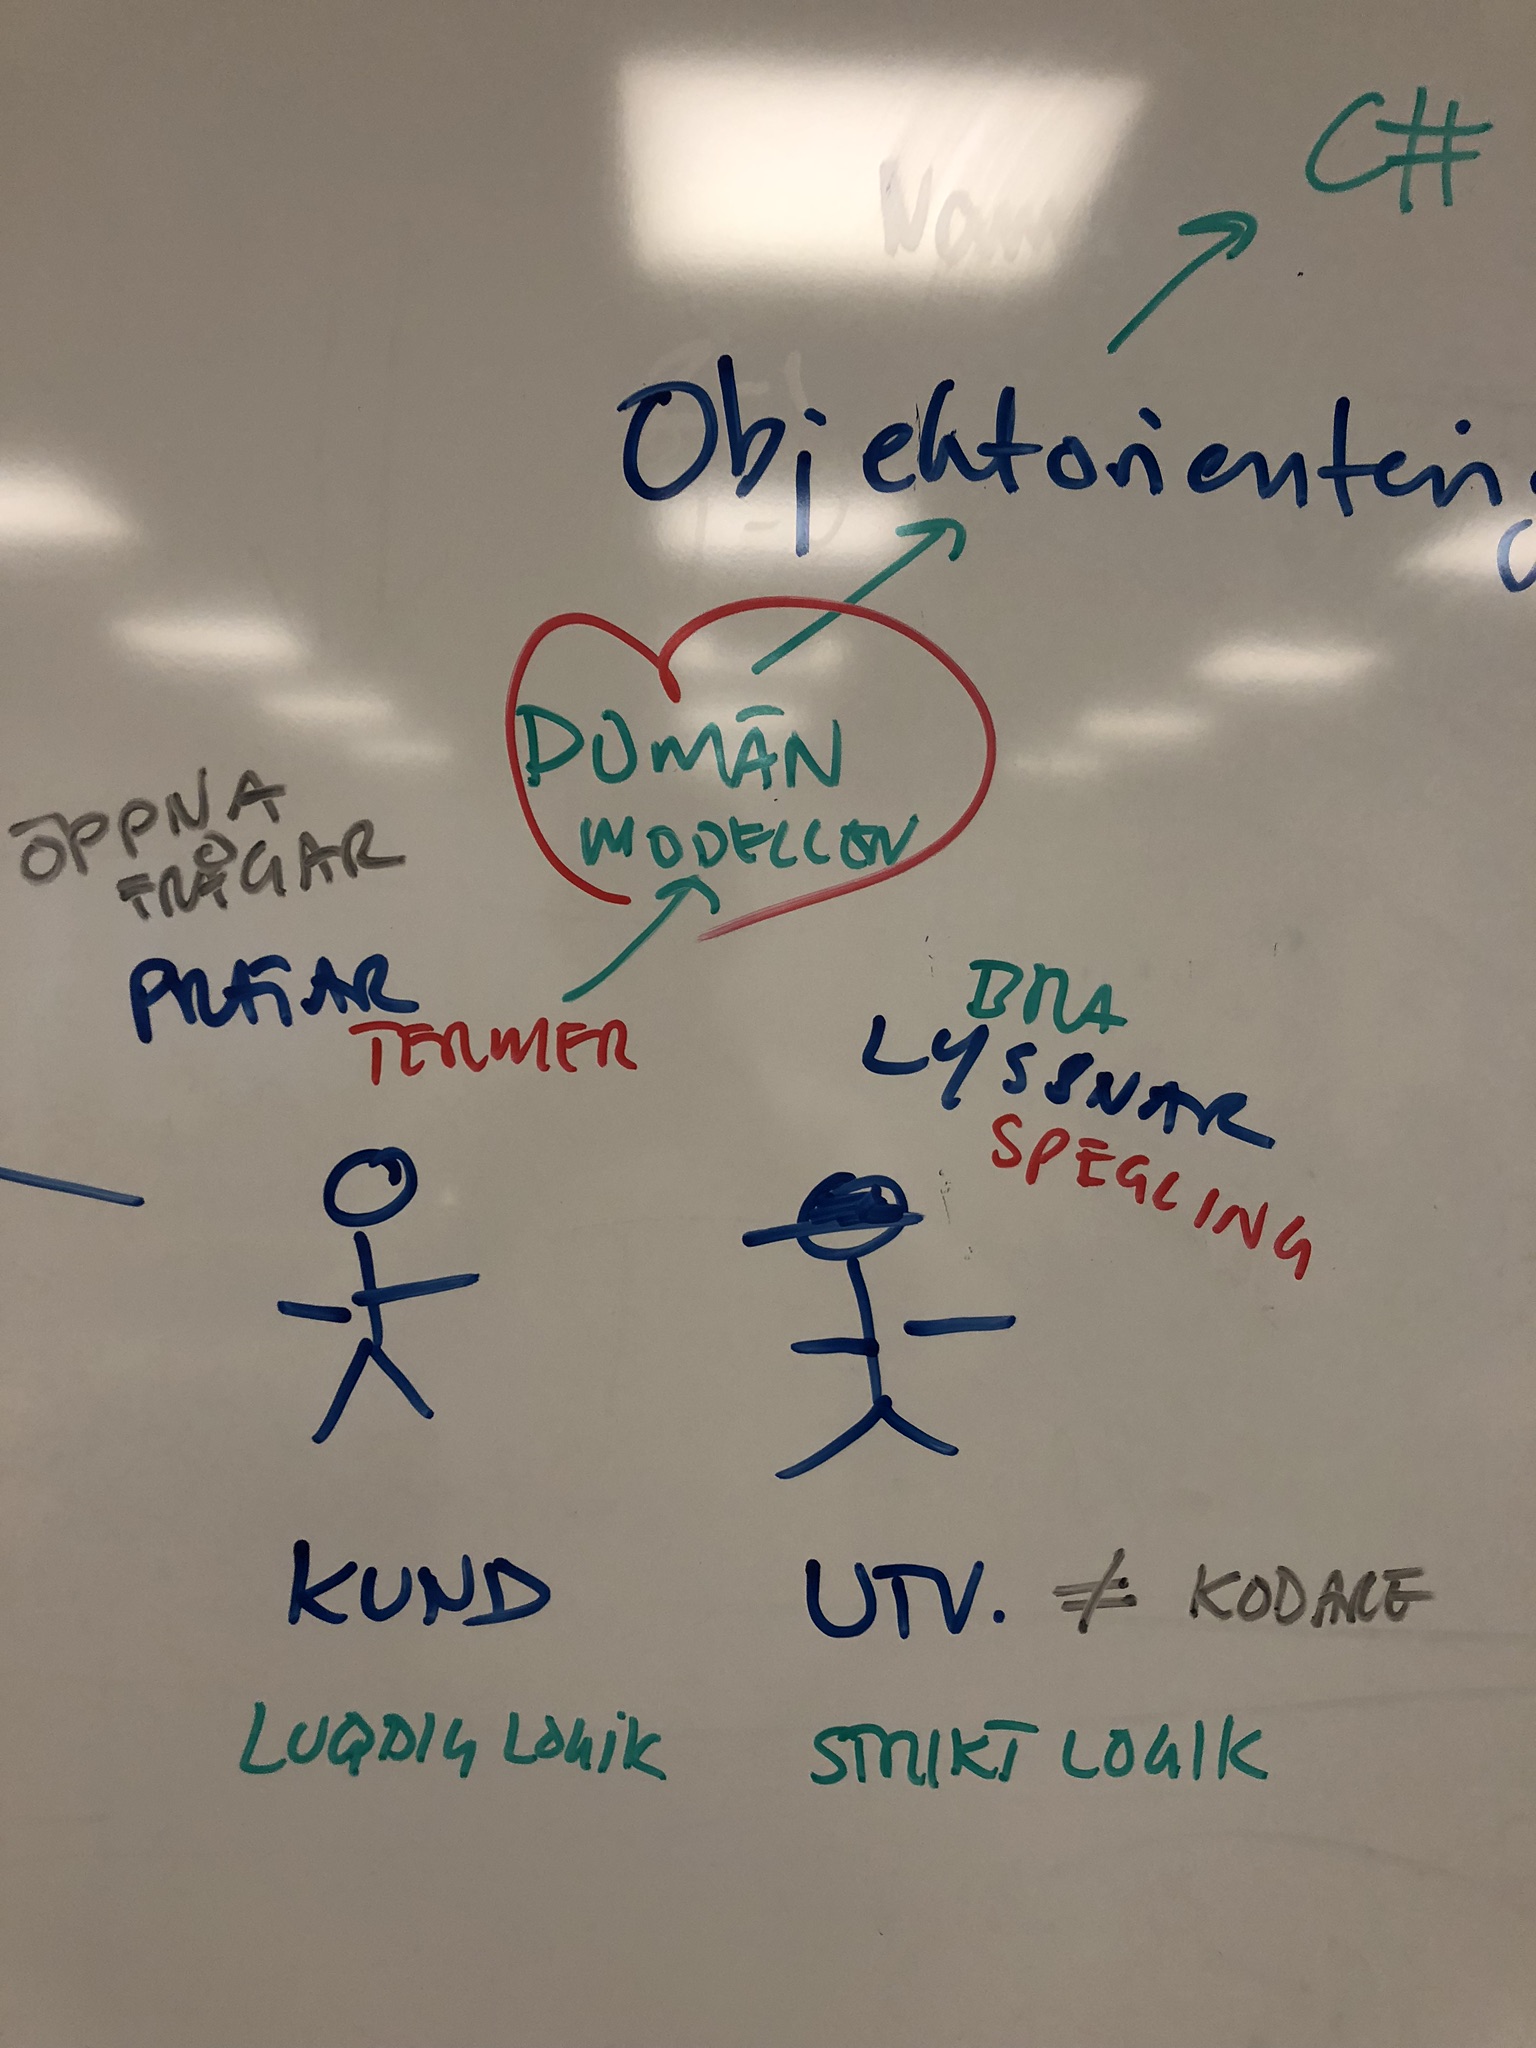 C#
Objektorientering
DOMÄN
MODELLEN
ÖPPNA
FRÅGAR
PRATAR
TERMER
BRA
LYSSNAR
SPEGLING
KUND
UTV. ≠ KODARE
LUDDIG LOGIK
STRIKT LOGIK